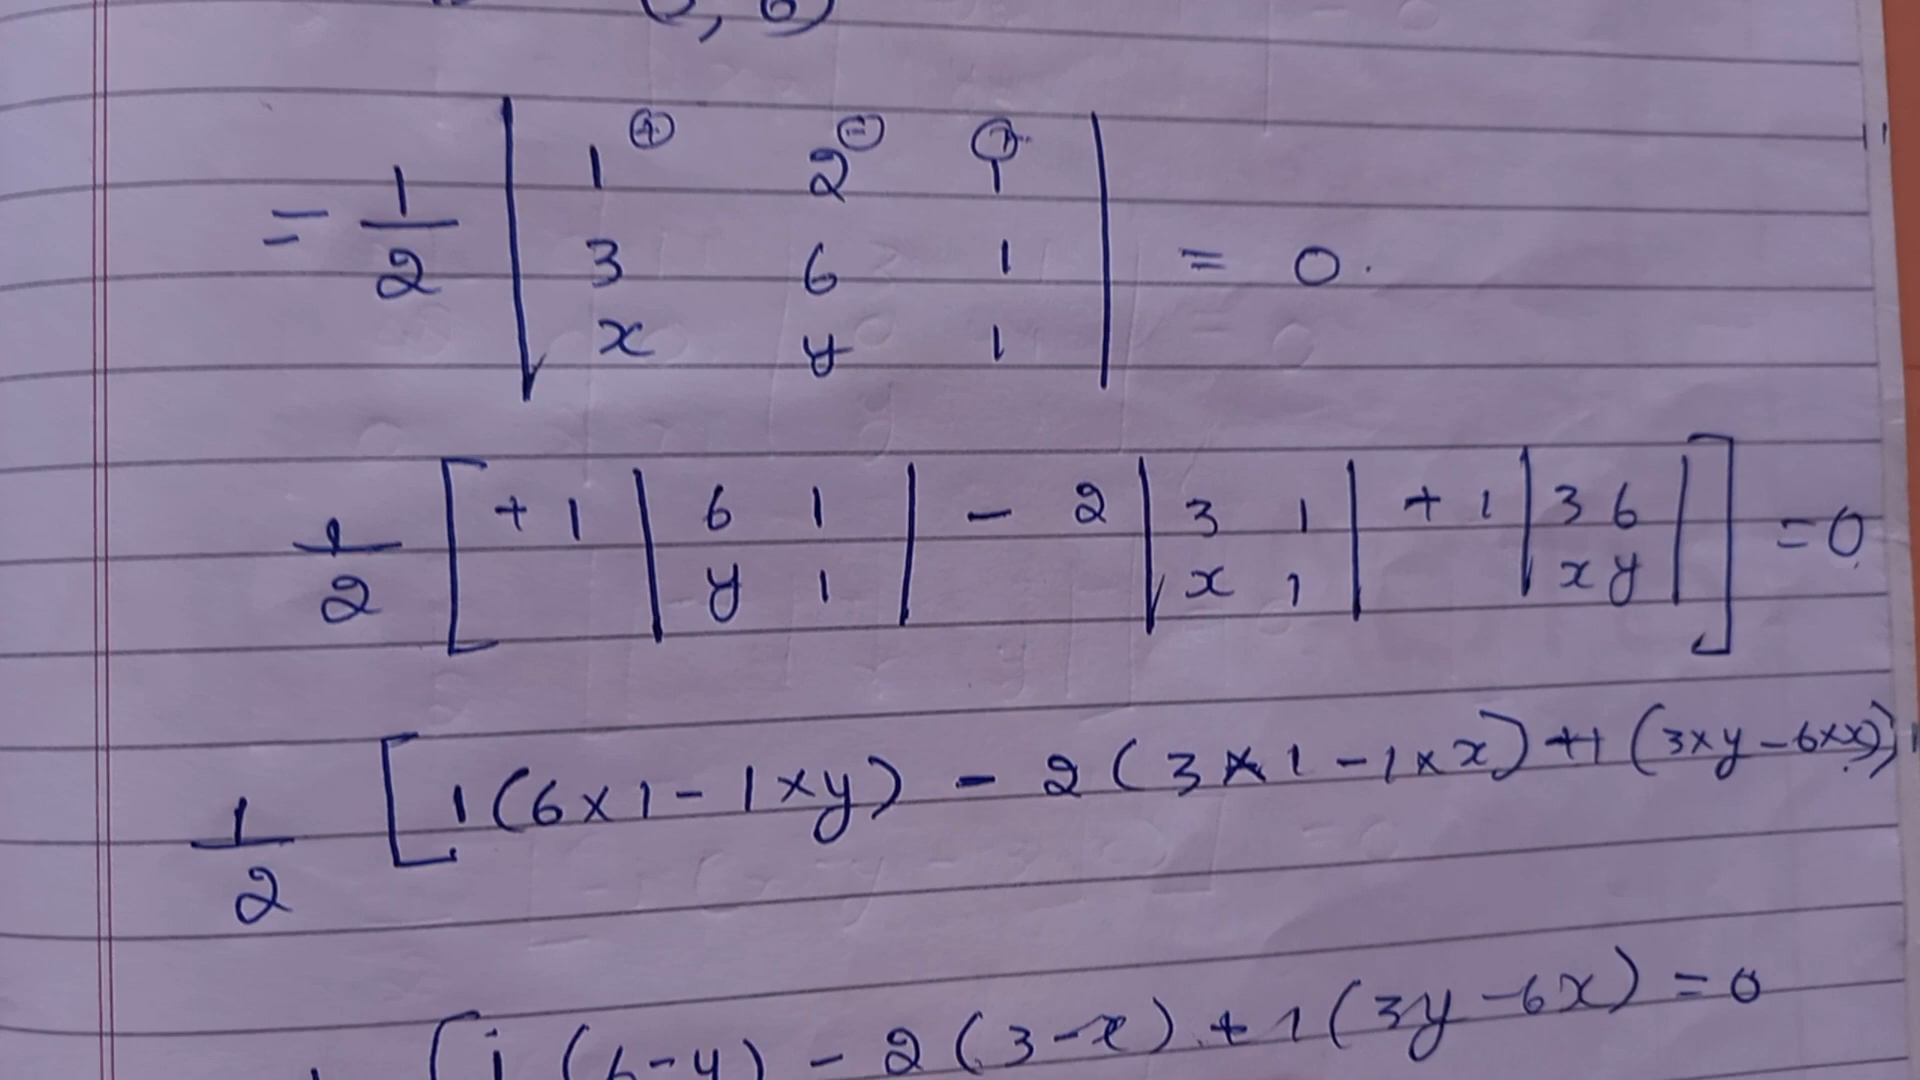 , 6)
= 1/2 | 1 ⊕ 2 ⊖ 1 ⊕ |
| 3 6 1 | = 0.
| x y 1 |
1/2 [ + 1 | 6 1 | - 2 | 3 1 | + 1 | 3 6 | ] = 0
| y 1 | | x 1 | | x y |
1/2 [ 1 ( 6 x 1 - 1 x y ) - 2 ( 3 x 1 - 1 x x ) + 1 ( 3 x y - 6 x x )
[ 1 ( 6 - y ) - 2 ( 3 - x ) + 1 ( 3y - 6x ) = 0